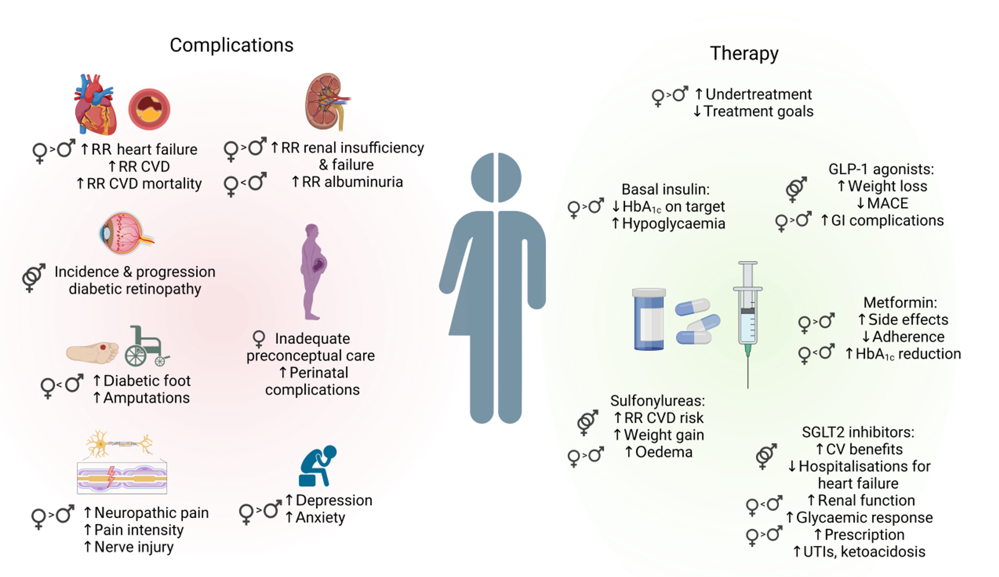 Complications
♀>♂ ↑RR heart failure
↑RR CVD
↑RR CVD mortality
♀>♂ ↑RR renal insufficiency
& failure
♀<♂ ↑RR albuminuria
⚤ Incidence & progression
diabetic retinopathy
♀ Inadequate
preconceptual care
↑Perinatal
complications
♀<♂ ↑Diabetic foot
↑Amputations
♀>♂ ↑Neuropathic pain
↑Pain intensity
↑Nerve injury
♀>♂ ↑Depression
↑Anxiety
Therapy
♀>♂ ↑Undertreatment
↓Treatment goals
Basal insulin:
♀>♂ ↓HbA₁c on target
↑Hypoglycaemia
GLP-1 agonists:
⚤ ↑Weight loss
↓MACE
♀>♂ ↑GI complications
Metformin:
♀>♂ ↑Side effects
↓Adherence
♀<♂ ↑HbA₁c reduction
Sulfonylureas:
⚤ ↑RR CVD risk
↑Weight gain
♀>♂ ↑Oedema
SGLT2 inhibitors:
⚤ ↑CV benefits
↓Hospitalisations for
heart failure
♀<♂ ↑Renal function
↑Glycaemic response
♀>♂ ↑Prescription
↑UTIs, ketoacidosis